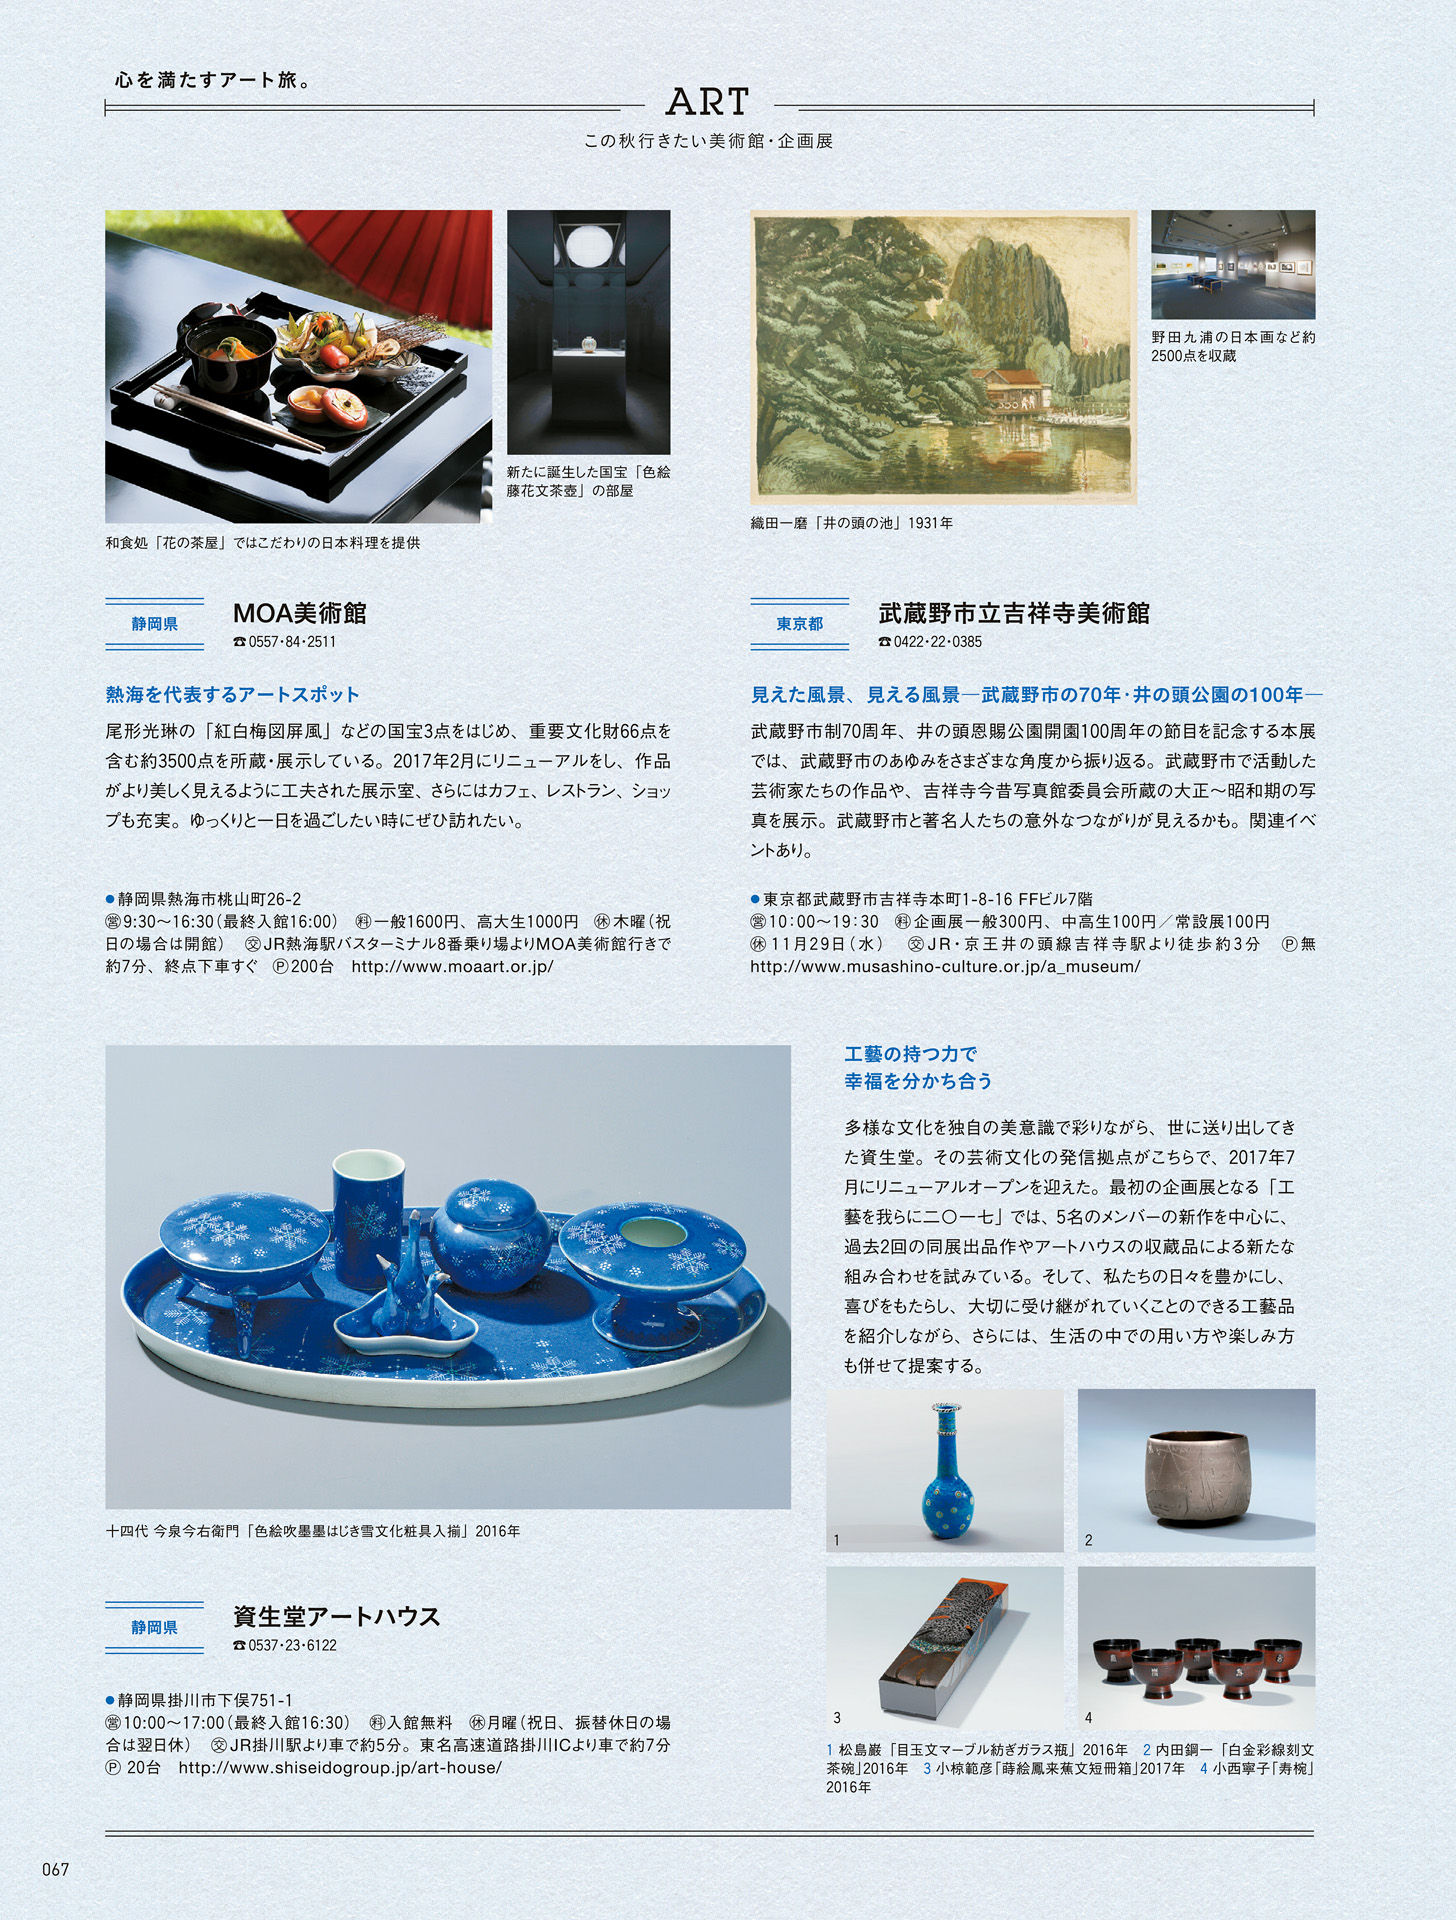 心を満たすアート旅。
ART
この秋行きたい美術館・企画展
新たに誕生した国宝「色絵
藤花文茶壺」の部屋
和食処「花の茶屋」ではこだわりの日本料理を提供
野田九浦の日本画など約
2500点を収蔵
織田一磨「井の頭の池」1931年
静岡県
MOA美術館
☎0557・84・2511
熱海を代表するアートスポット
尾形光琳の「紅白梅図屏風」などの国宝3点をはじめ、重要文化財66点を
含む約3500点を所蔵・展示している。2017年2月にリニューアルをし、作品
がより美しく見えるように工夫された展示室、さらにはカフェ、レストラン、ショッ
プも充実。ゆっくりと一日を過ごしたい時にぜひ訪れたい。
●静岡県熱海市桃山町26-2
㊂9:30〜16:30（最終入館16:00）　料一般1600円、高大生1000円　休木曜（祝
日の場合は開館）　交JR熱海駅バスターミナル8番乗り場よりMOA美術館行きで
約7分、終点下車すぐ　Ⓟ200台　http://www.moaart.or.jp/
東京都
武蔵野市立吉祥寺美術館
☎0422・22・0385
見えた風景、見える風景―武蔵野市の70年・井の頭公園の100年―
武蔵野市制70周年、井の頭恩賜公園開園100周年の節目を記念する本展
では、武蔵野市のあゆみをさまざまな角度から振り返る。武蔵野市で活動した
芸術家たちの作品や、吉祥寺今昔写真館委員会所蔵の大正〜昭和期の写
真を展示。武蔵野市と著名人たちの意外なつながりが見えるかも。関連イベ
ントあり。
●東京都武蔵野市吉祥寺本町1-8-16 FFビル7階
営10：00〜19：30　料企画展一般300円、中高生100円／常設展100円
休11月29日（水）　交JR・京王井の頭線吉祥寺駅より徒歩約3分　Ⓟ無
http://www.musashino-culture.or.jp/a_museum/
工藝の持つ力で
幸福を分かち合う
多様な文化を独自の美意識で彩りながら、世に送り出してき
た資生堂。その芸術文化の発信拠点がこちらで、2017年7
月にリニューアルオープンを迎えた。最初の企画展となる「工
藝を我らに二〇一七」では、5名のメンバーの新作を中心に、
過去2回の同展出品作やアートハウスの収蔵品による新たな
組み合わせを試みている。そして、私たちの日々を豊かにし、
喜びをもたらし、大切に受け継がれていくことのできる工藝品
を紹介しながら、さらには、生活の中での用い方や楽しみ方
も併せて提案する。
十四代 今泉今右衛門「色絵吹墨墨はじき雪文化粧具入揃」2016年
1
2
3
4
1 松島巌「目玉文マーブル紡ぎガラス瓶」2016年　2 内田鋼一「白金彩線刻文
茶碗」2016年　3 小椋範彦「蒔絵鳳来蕉文短冊箱」2017年　4 小西寧子「寿椀」
2016年
静岡県
資生堂アートハウス
☎0537・23・6122
●静岡県掛川市下俣751-1
営10:00〜17:00（最終入館16:30）　料入館無料　休月曜（祝日、振替休日の場
合は翌日休）　交JR掛川駅より車で約5分。東名高速道路掛川ICより車で約7分
Ⓟ 20台　http://www.shiseidogroup.jp/art-house/
067